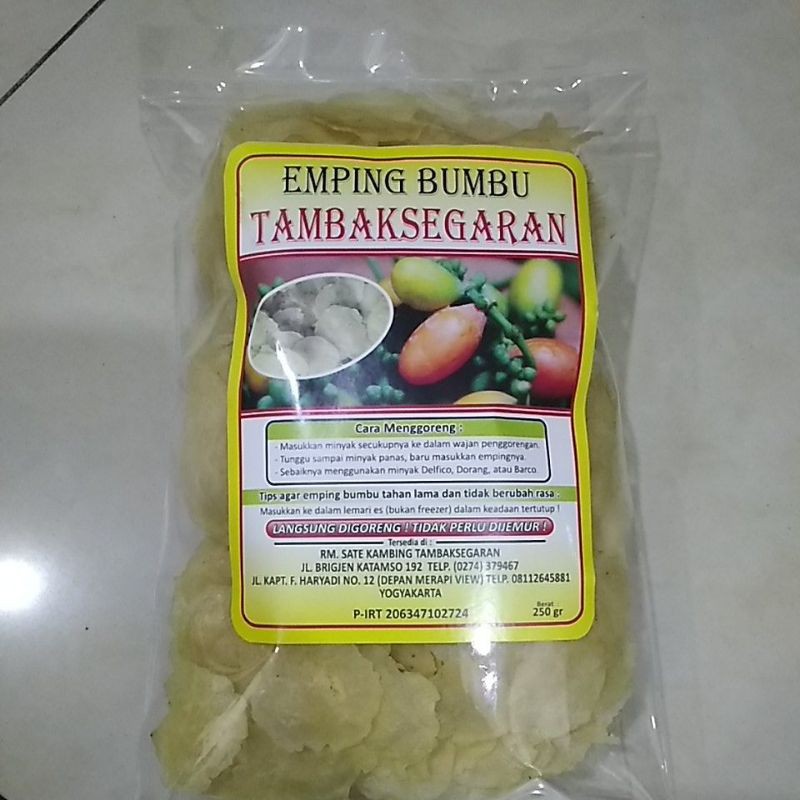 EMPING BUMBU
TAMBAKSEGARAN
Cara Menggoreng :
- Masukkan minyak secukupnya ke dalam wajan penggorengan.
- Tunggu sampai minyak panas, baru masukkan empingnya.
- Sebaiknya menggunakan minyak Delfico, Dorang, atau Barco.
Tips agar emping bumbu tahan lama dan tidak berubah rasa :
Masukkan ke dalam lemari es (bukan freezer) dalam keadaan tertutup !
LANGSUNG DIGORENG ! TIDAK PERLU DIJEMUR !
Tersedia di :
RM. SATE KAMBING TAMBAKSEGARAN
JL. BRIGJEN KATAMSO 192 TELP. (0274) 379467
JL. KAPT. F. HARYADI NO. 12 (DEPAN MERAPI VIEW) TELP. 08112645881
YOGYAKARTA
P-IRT 206347102724
Berat :
250 gr